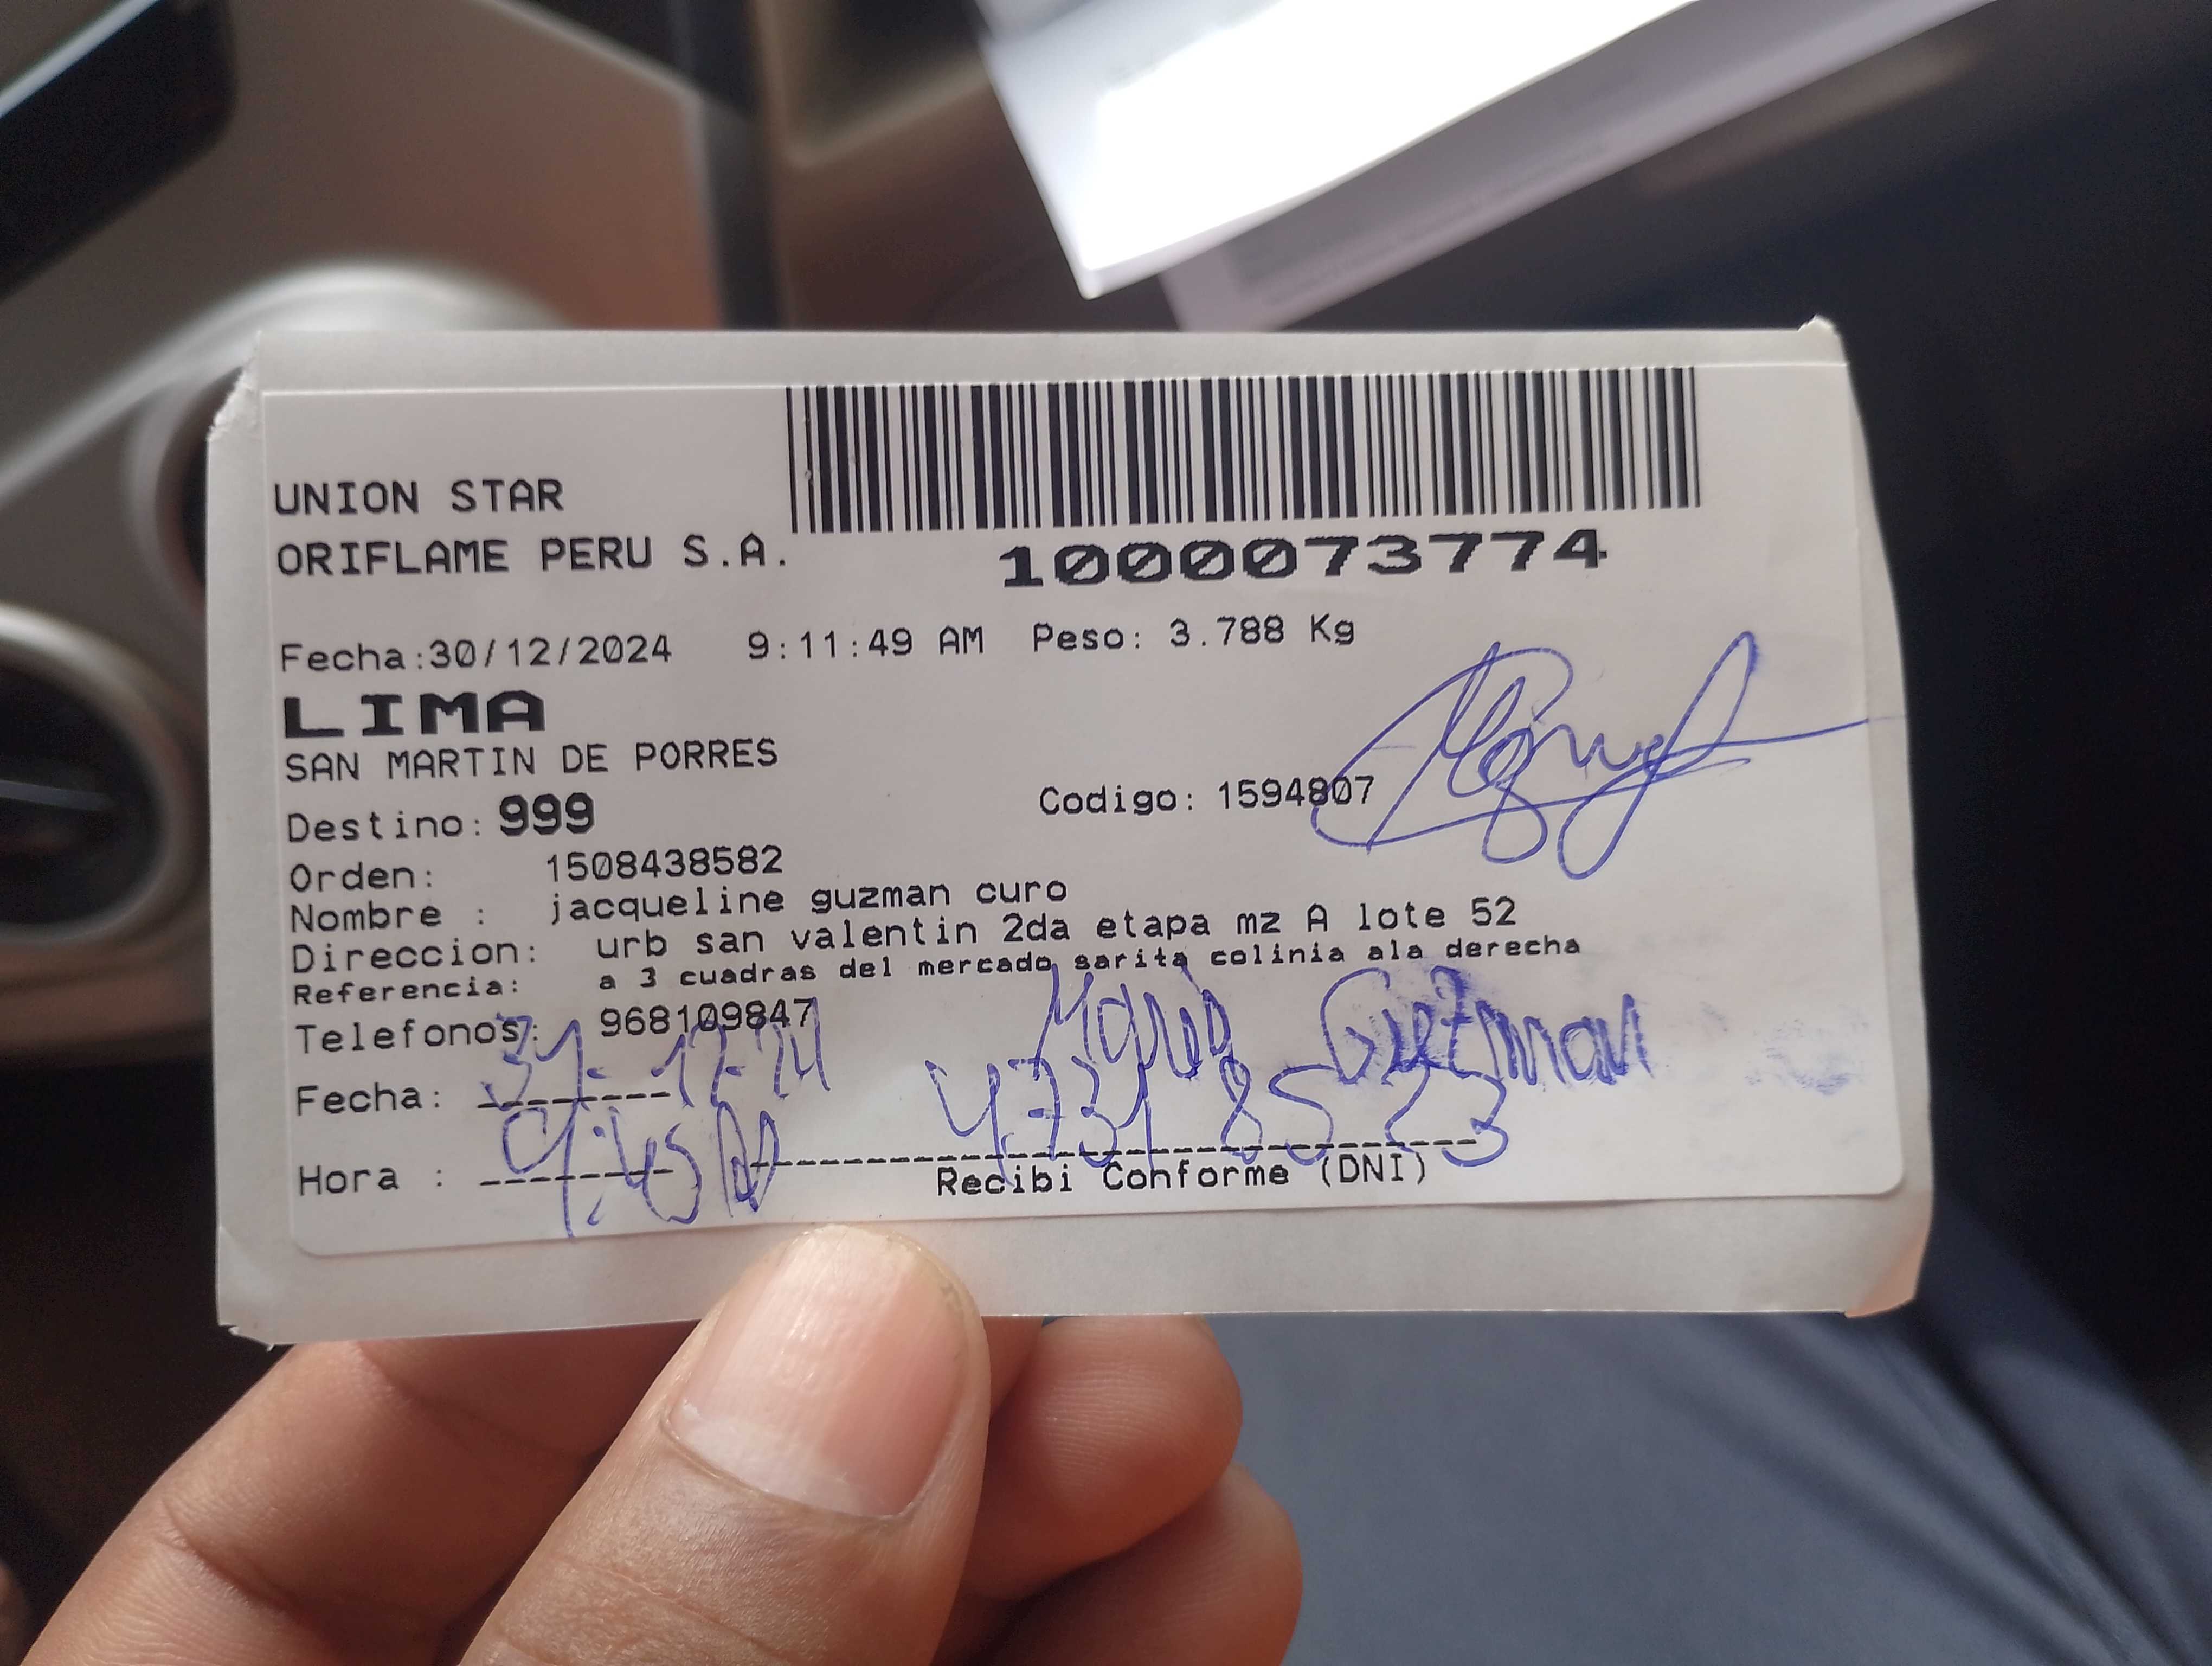 UNION STAR
ORIFLAME PERU S.A.
1000073774
Fecha:30/12/2024 9:11:49 AM Peso: 3.788 Kg
LIMA
SAN MARTIN DE PORRES
Destino: 999
Codigo: 1594807
Orden: 1508438582
Nombre : jacqueline guzman curo
Direccion: urb san valentin 2da etapa mz A lote 52
Referencia: a 3 cuadras del mercado sarita colinia ala derecha
Telefonos: 968109847
Guzman
Fecha: 31-12-24
Hora :
Recibi Conforme (DNI)